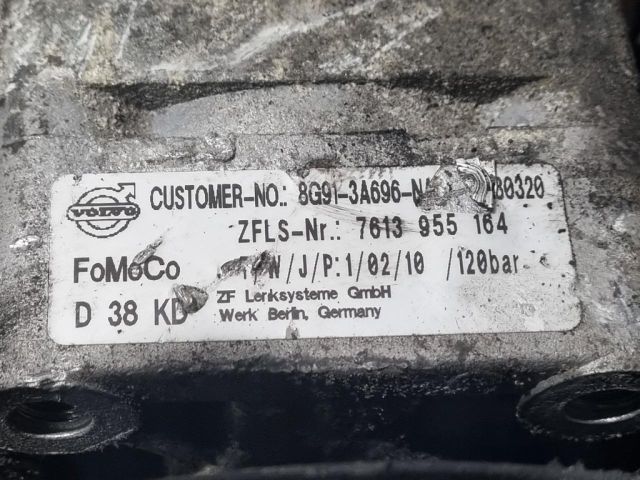 VOLVO
CUSTOMER-NO.: 8G91-3A696-N
ZFLS-Nr.: 7613 955 164
FoMoCo
/N/J/P:1/02/10 /120bar
D 38 KD
ZF Lenksysteme GmbH
Werk Berlin, Germany